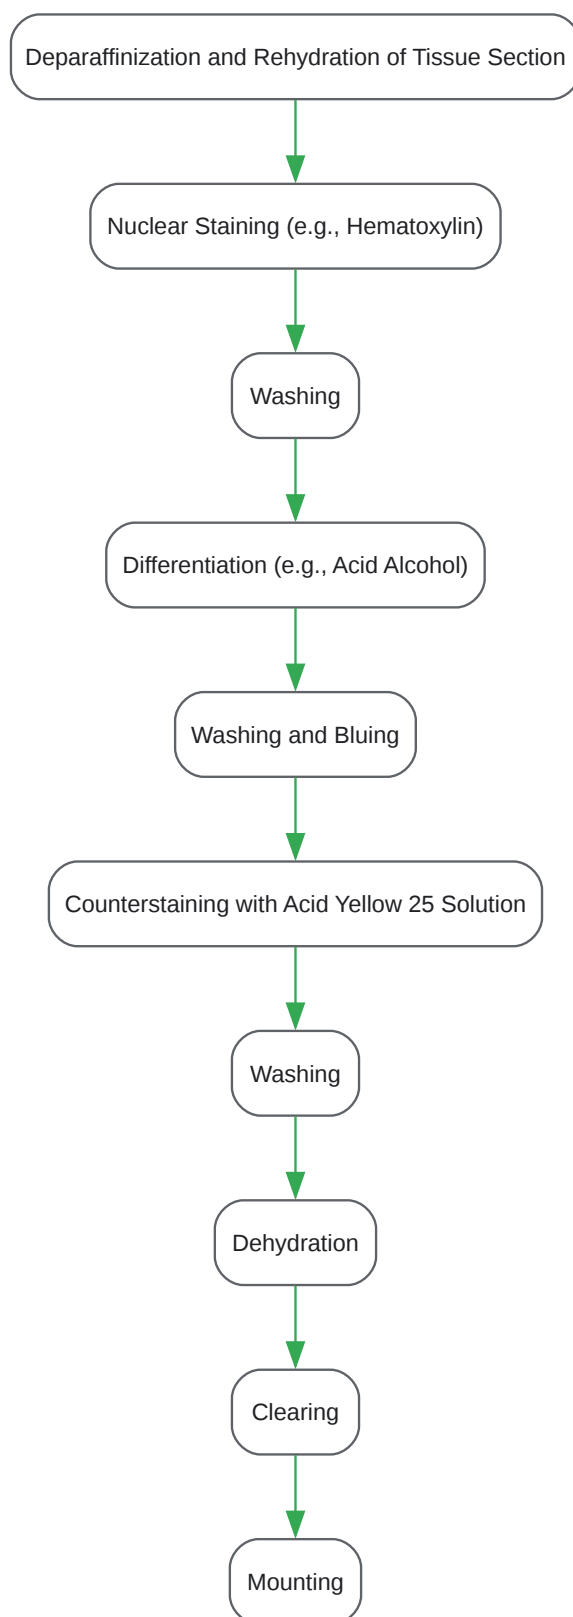 Deparaffinization and Rehydration of Tissue Section
Nuclear Staining (e.g., Hematoxylin)
Washing
Differentiation (e.g., Acid Alcohol)
Washing and Bluing
Counterstaining with Acid Yellow 25 Solution
Washing
Dehydration
Clearing
Mounting